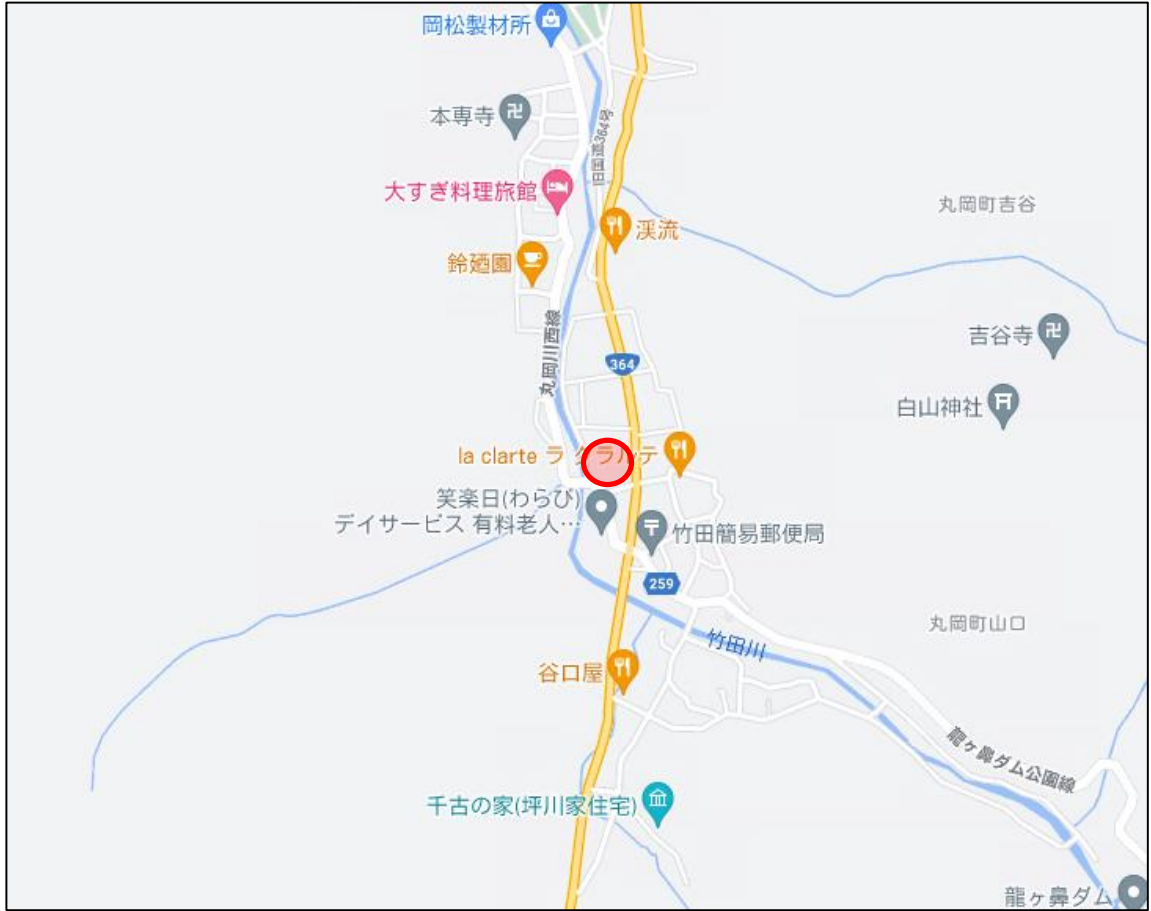 岡松製材所
本専寺
旧国道364号
大すぎ料理旅館
丸岡町吉谷
渓流
鈴廼園
丸岡川西線
吉谷寺
364
白山神社
la clarte ラ クラルテ
笑楽日(わらび)
デイサービス 有料老人…
竹田簡易郵便局
259
丸岡町山口
竹田川
谷口屋
龍ヶ鼻ダム公園線
千古の家(坪川家住宅)
龍ヶ鼻ダム